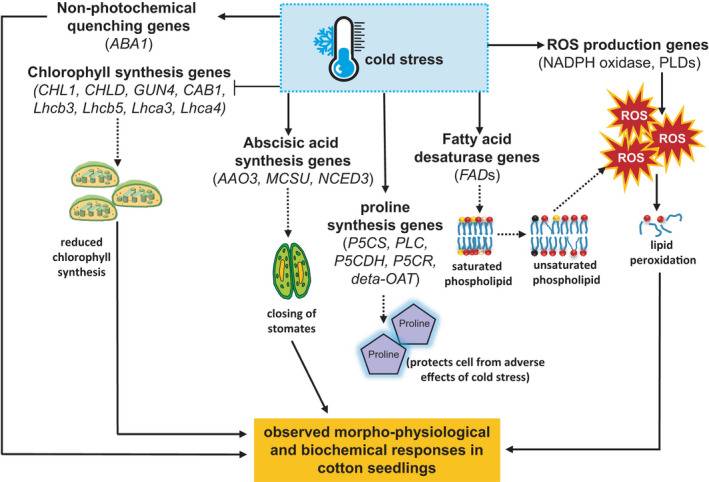 Non-photochemical
quenching genes
(ABA1)
cold stress
ROS production genes
(NADPH oxidase, PLDs)
Chlorophyll synthesis genes
(CHL1, CHLD, GUN4, CAB1,
Lhcb3, Lhcb5, Lhca3, Lhca4)
ROS
ROS
ROS
Abscisic acid
synthesis genes
(AAO3, MCSU, NCED3)
Fatty acid
desaturase genes
(FADs)
proline
synthesis genes
(P5CS, PLC,
P5CDH, P5CR,
deta-OAT)
reduced
chlorophyll
synthesis
saturated
phospholipid
unsaturated
phospholipid
lipid
peroxidation
closing of
stomates
Proline
Proline
(protects cell from adverse
effects of cold stress)
observed morpho-physiological
and biochemical responses in
cotton seedlings